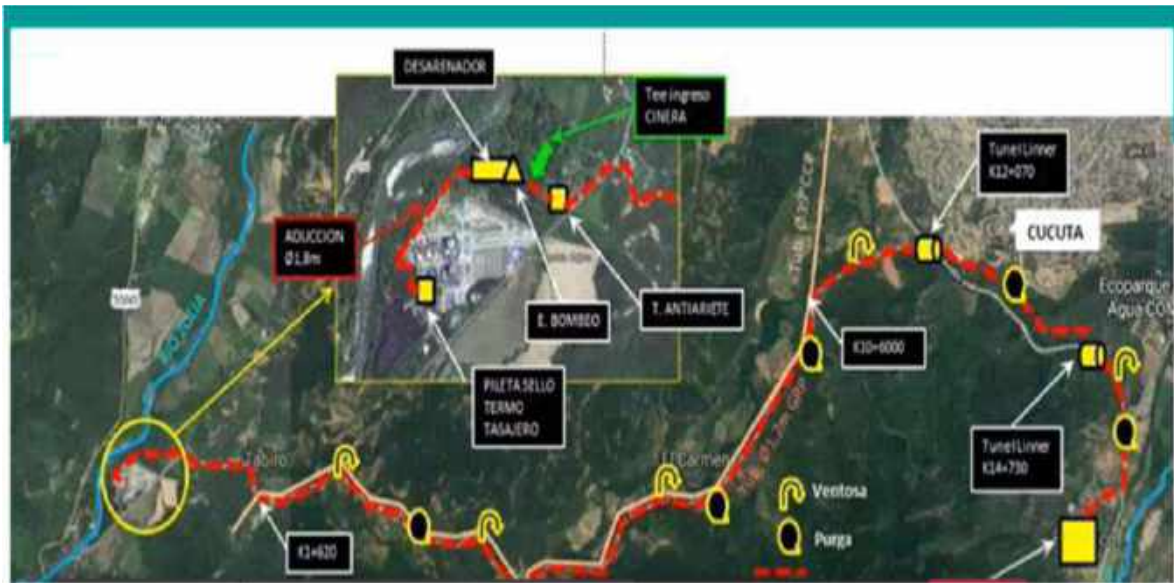 DESARENADOR
Tee ingreso
CINERA
Tunel Linner
K12+070
ADUCCION
Ø1,8m
CUCUTA
Ecoparque
E. BOMBEO
T. ANTIARIETE
K10+6000
PILETA SELLO
TERMO
TASAJERO
Tunel Linner
K14+730
El Carmen
Ventosa
Purga
K1+620